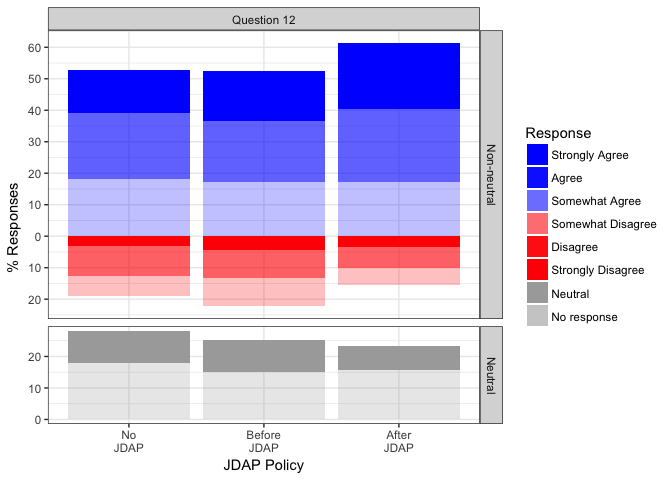 Question 12
60
50
40
30
20
10
0
10
20
Non-neutral
20
10
0
Neutral
% Responses
No
JDAP
Before
JDAP
After
JDAP
JDAP Policy
Response
Strongly Agree
Agree
Somewhat Agree
Somewhat Disagree
Disagree
Strongly Disagree
Neutral
No response